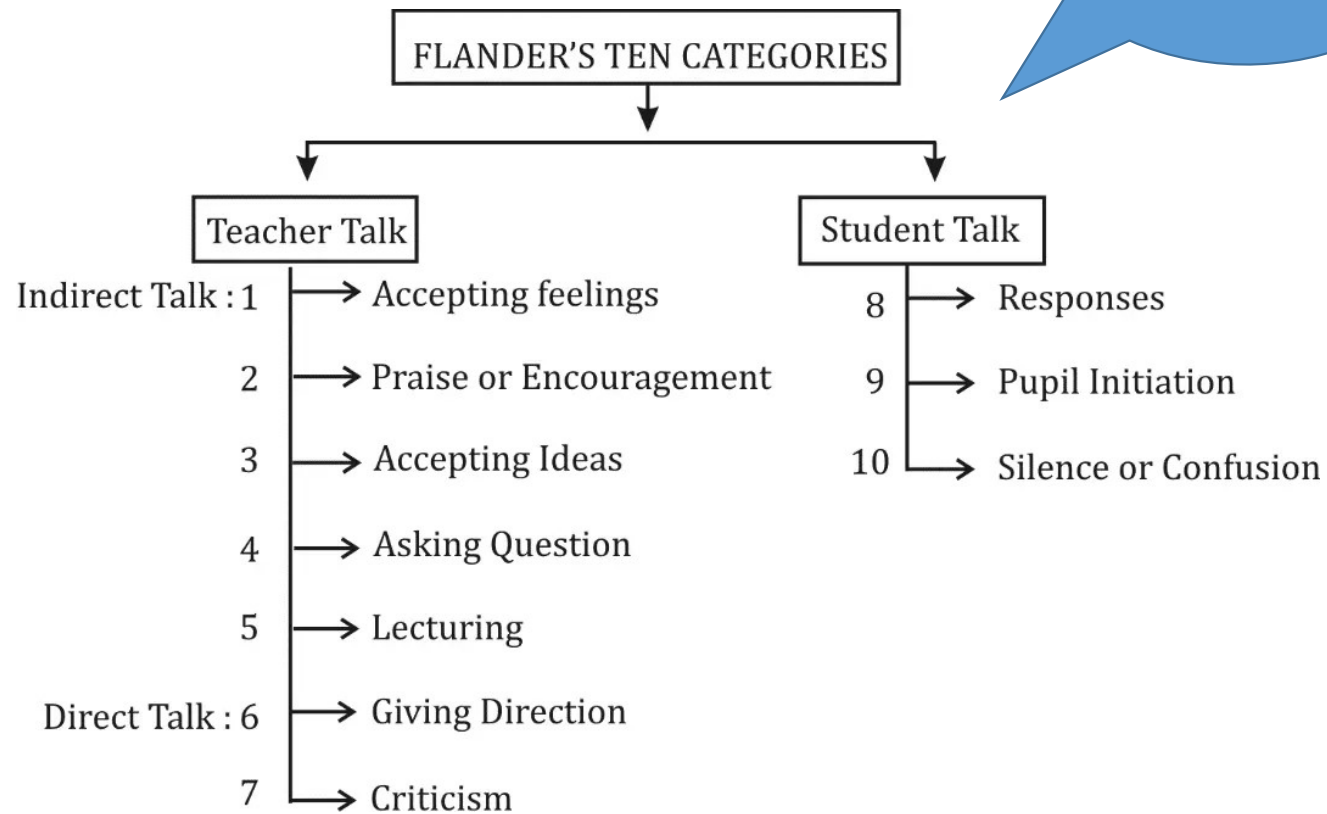 FLANDER'S TEN CATEGORIES
Teacher Talk
Indirect Talk : 1 Accepting feelings
2 Praise or Encouragement
3 Accepting Ideas
4 Asking Question
5 Lecturing
Direct Talk : 6 Giving Direction
7 Criticism
Student Talk
8 Responses
9 Pupil Initiation
10 Silence or Confusion